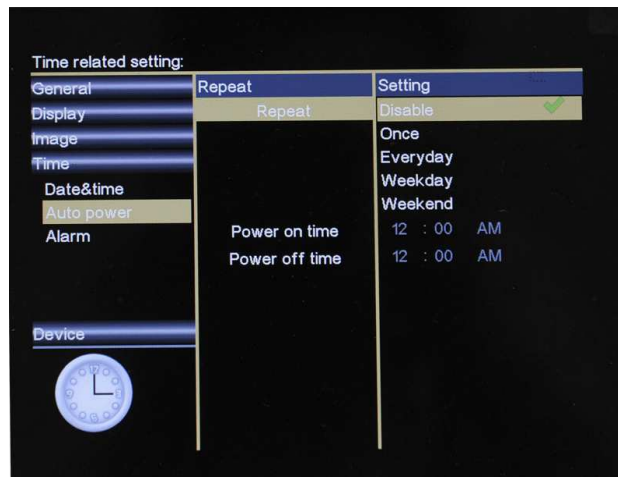 Time related setting:
General
Display
Image
Time
Date&time
Auto power
Alarm
Device
Repeat
Repeat
Power on time
Power off time
Setting
Disable
Once
Everyday
Weekday
Weekend
12 : 00 AM
12 : 00 AM